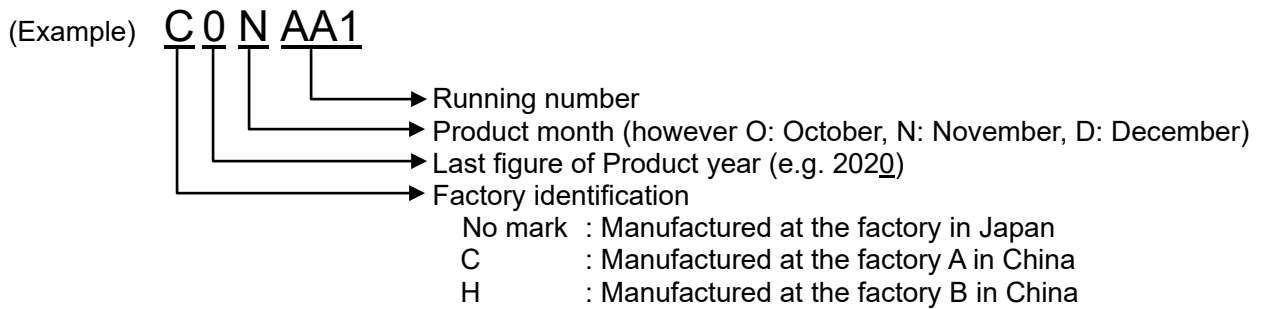 (Example) C 0 N AA1
Running number
Product month (however O: October, N: November, D: December)
Last figure of Product year (e.g. 2020)
Factory identification
No mark : Manufactured at the factory in Japan
C : Manufactured at the factory A in China
H : Manufactured at the factory B in China